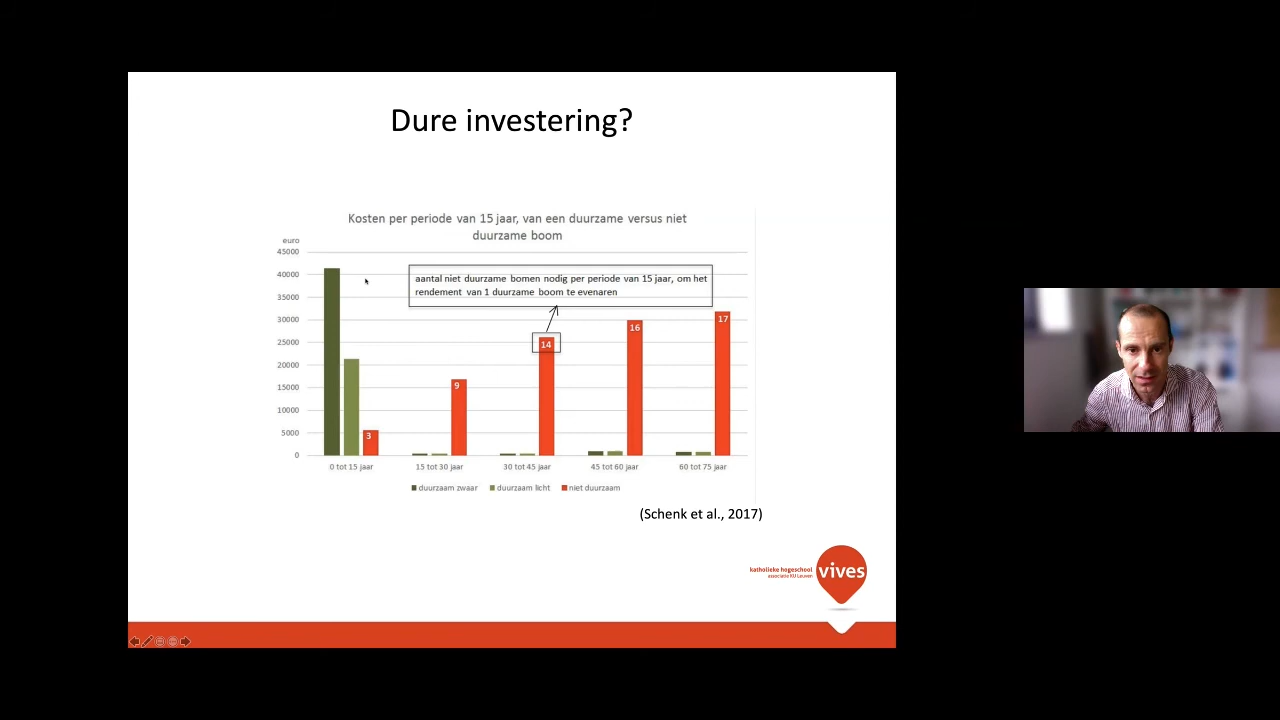 Dure investering?
Kosten per periode van 15 jaar, van een duurzame versus niet
duurzame boom
euro
45000
40000
35000
30000
25000
20000
15000
10000
5000
0
aantal niet duurzame bomen nodig per periode van 15 jaar, om het
rendement van 1 duurzame boom te evenaren
3
9
14
16
17
0 tot 15 jaar
15 tot 30 jaar
30 tot 45 jaar
45 tot 60 jaar
60 tot 75 jaar
duurzaam zwaar
duurzaam licht
niet duurzaam
(Schenk et al., 2017)
katholieke hogeschool
associatie KU Leuven
vives